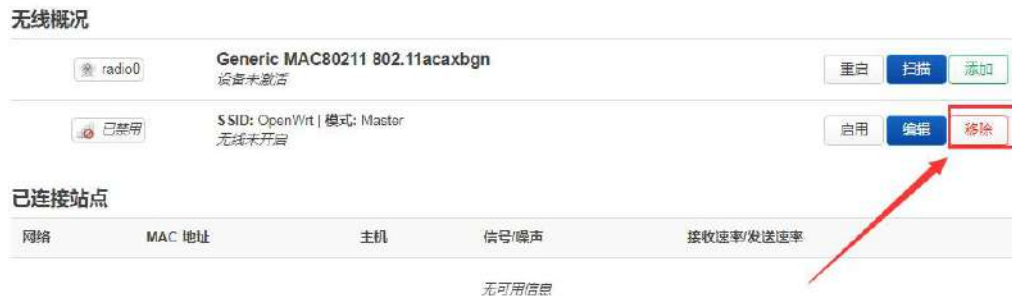 无线概况
radio0
Generic MAC80211 802.11acaxbgn
设备未激活
重启 扫描 添加
已禁用
SSID: OpenWrt | 模式: Master
无线未开启
启用 编辑 移除
已连接站点
网络 MAC 地址 主机 信号/噪声 接收速率/发送速率
无可用信息